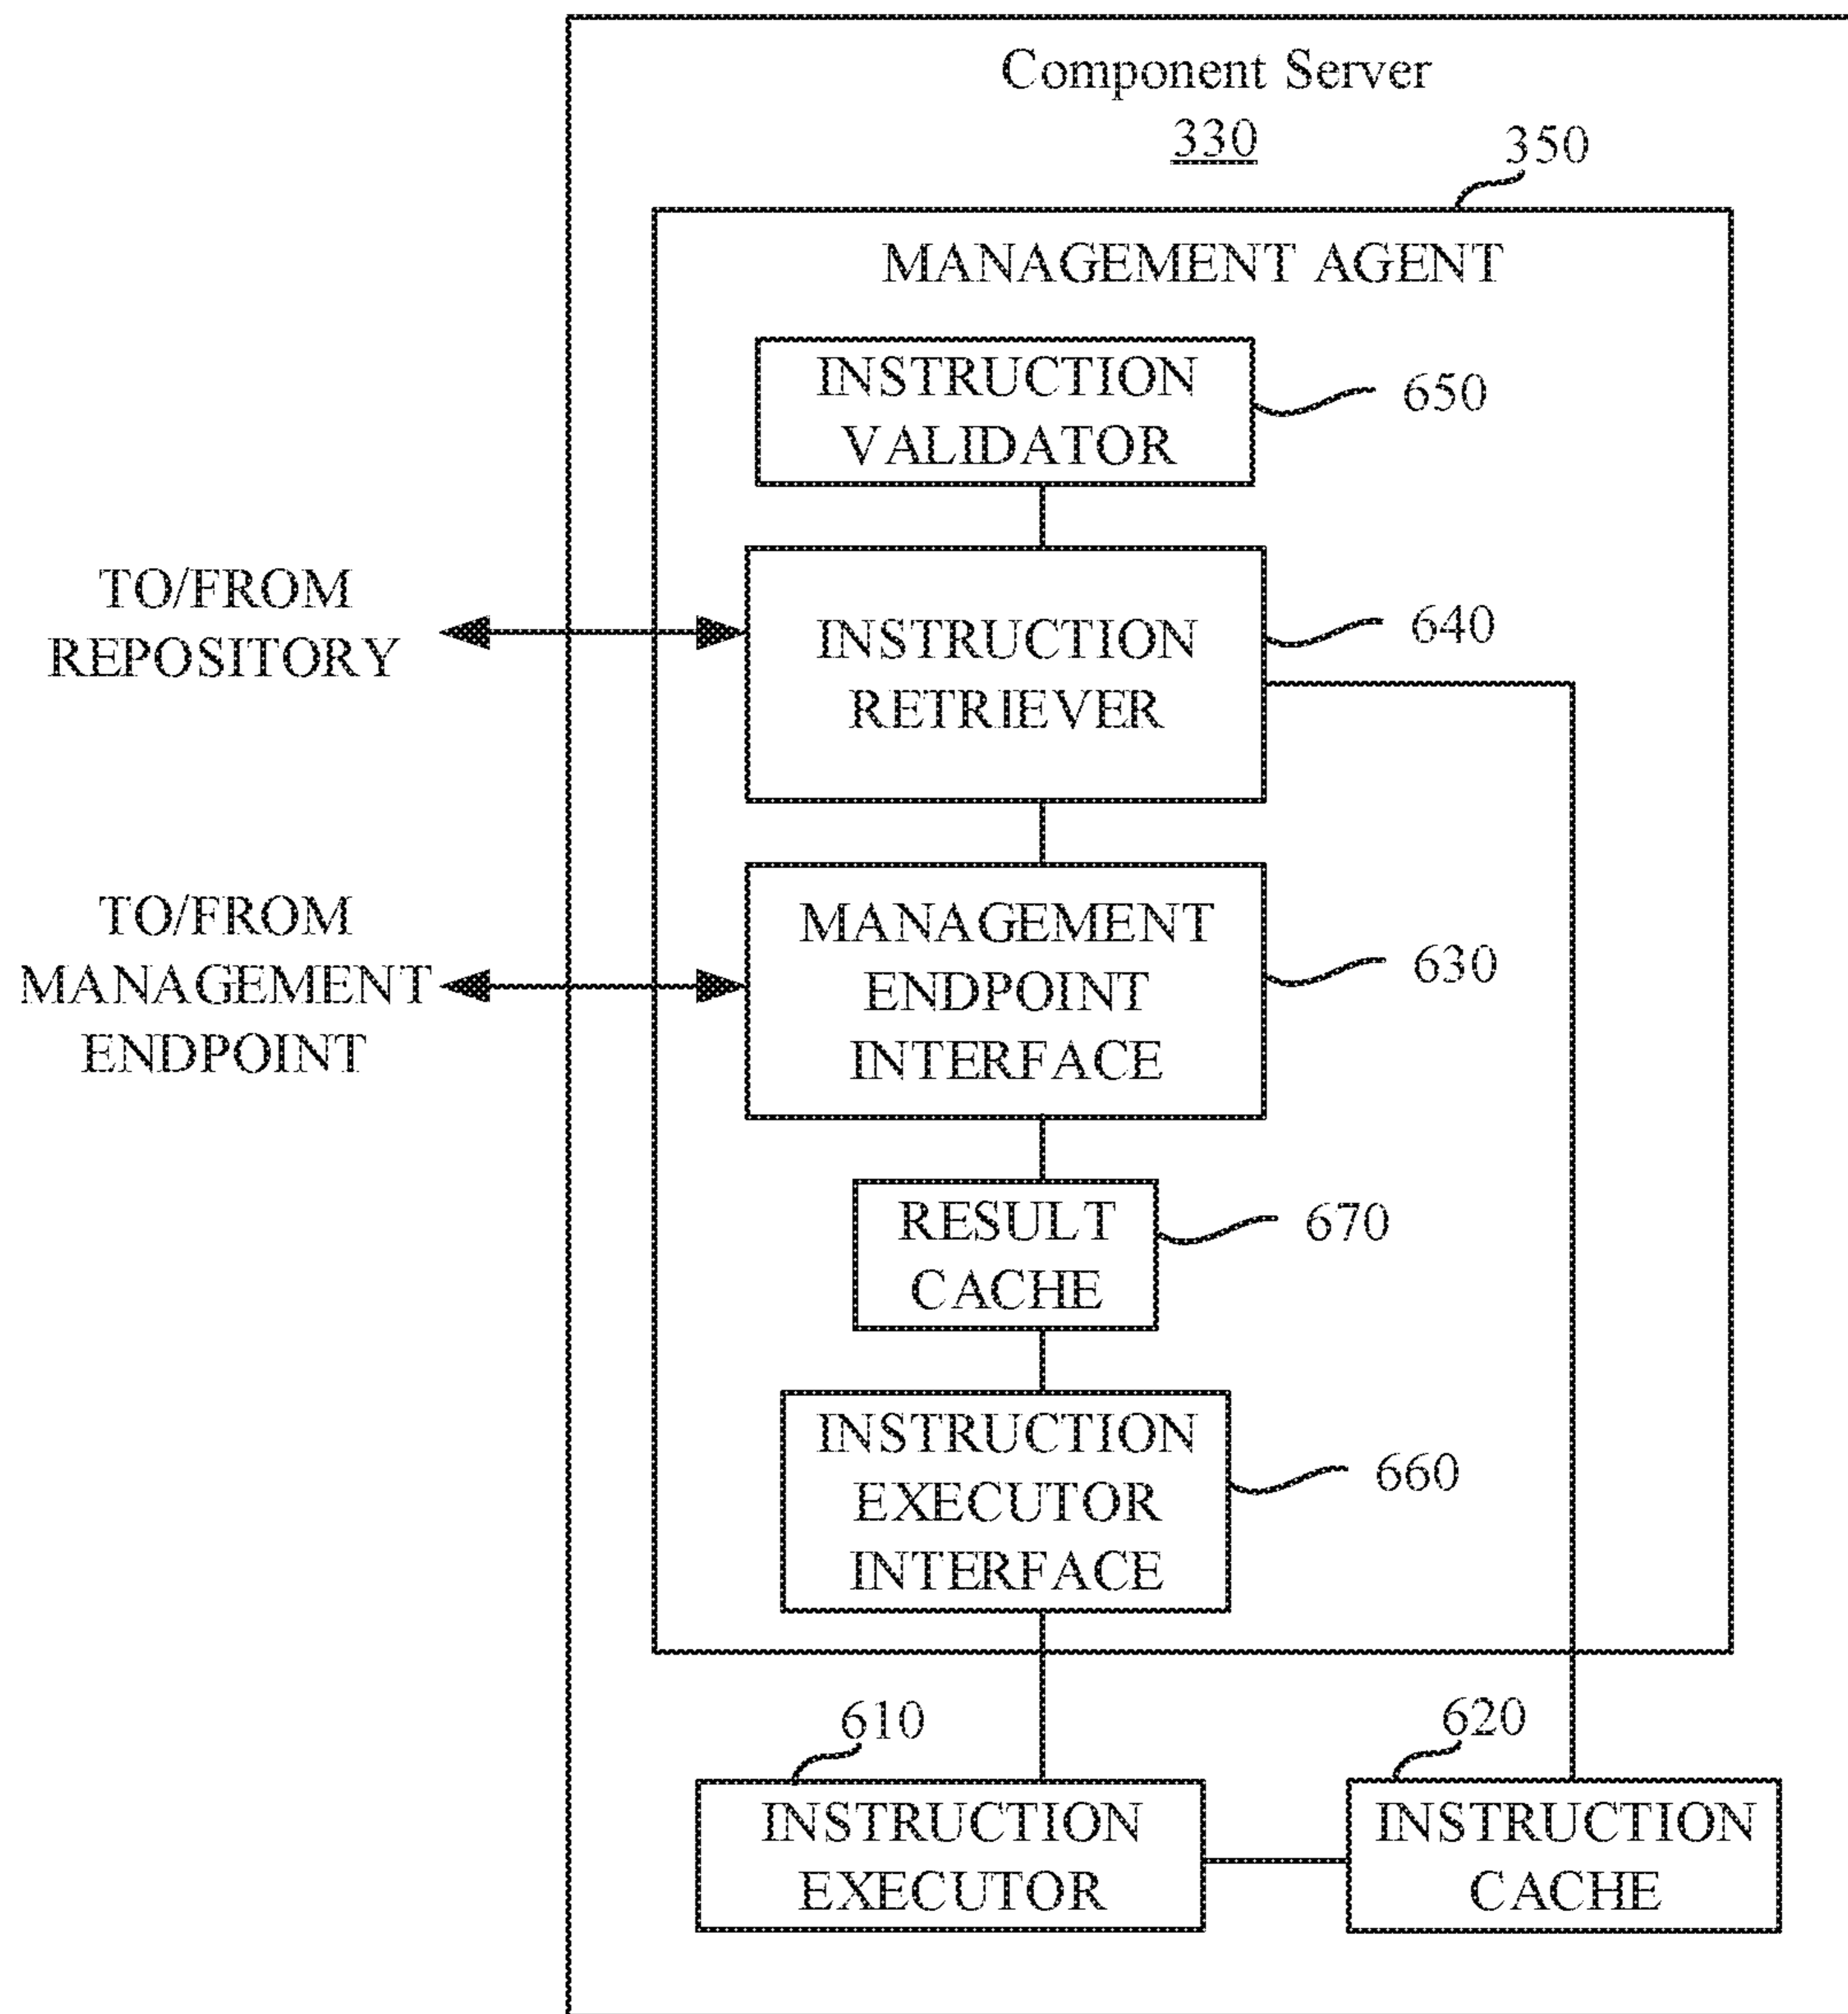 Component Server
330
350
MANAGEMENT AGENT
INSTRUCTION
VALIDATOR
650
TO/FROM
REPOSITORY
INSTRUCTION
RETRIEVER
640
TO/FROM
MANAGEMENT
ENDPOINT
MANAGEMENT
ENDPOINT
INTERFACE
630
RESULT
CACHE
670
INSTRUCTION
EXECUTOR
INTERFACE
660
610
620
INSTRUCTION
EXECUTOR
INSTRUCTION
CACHE